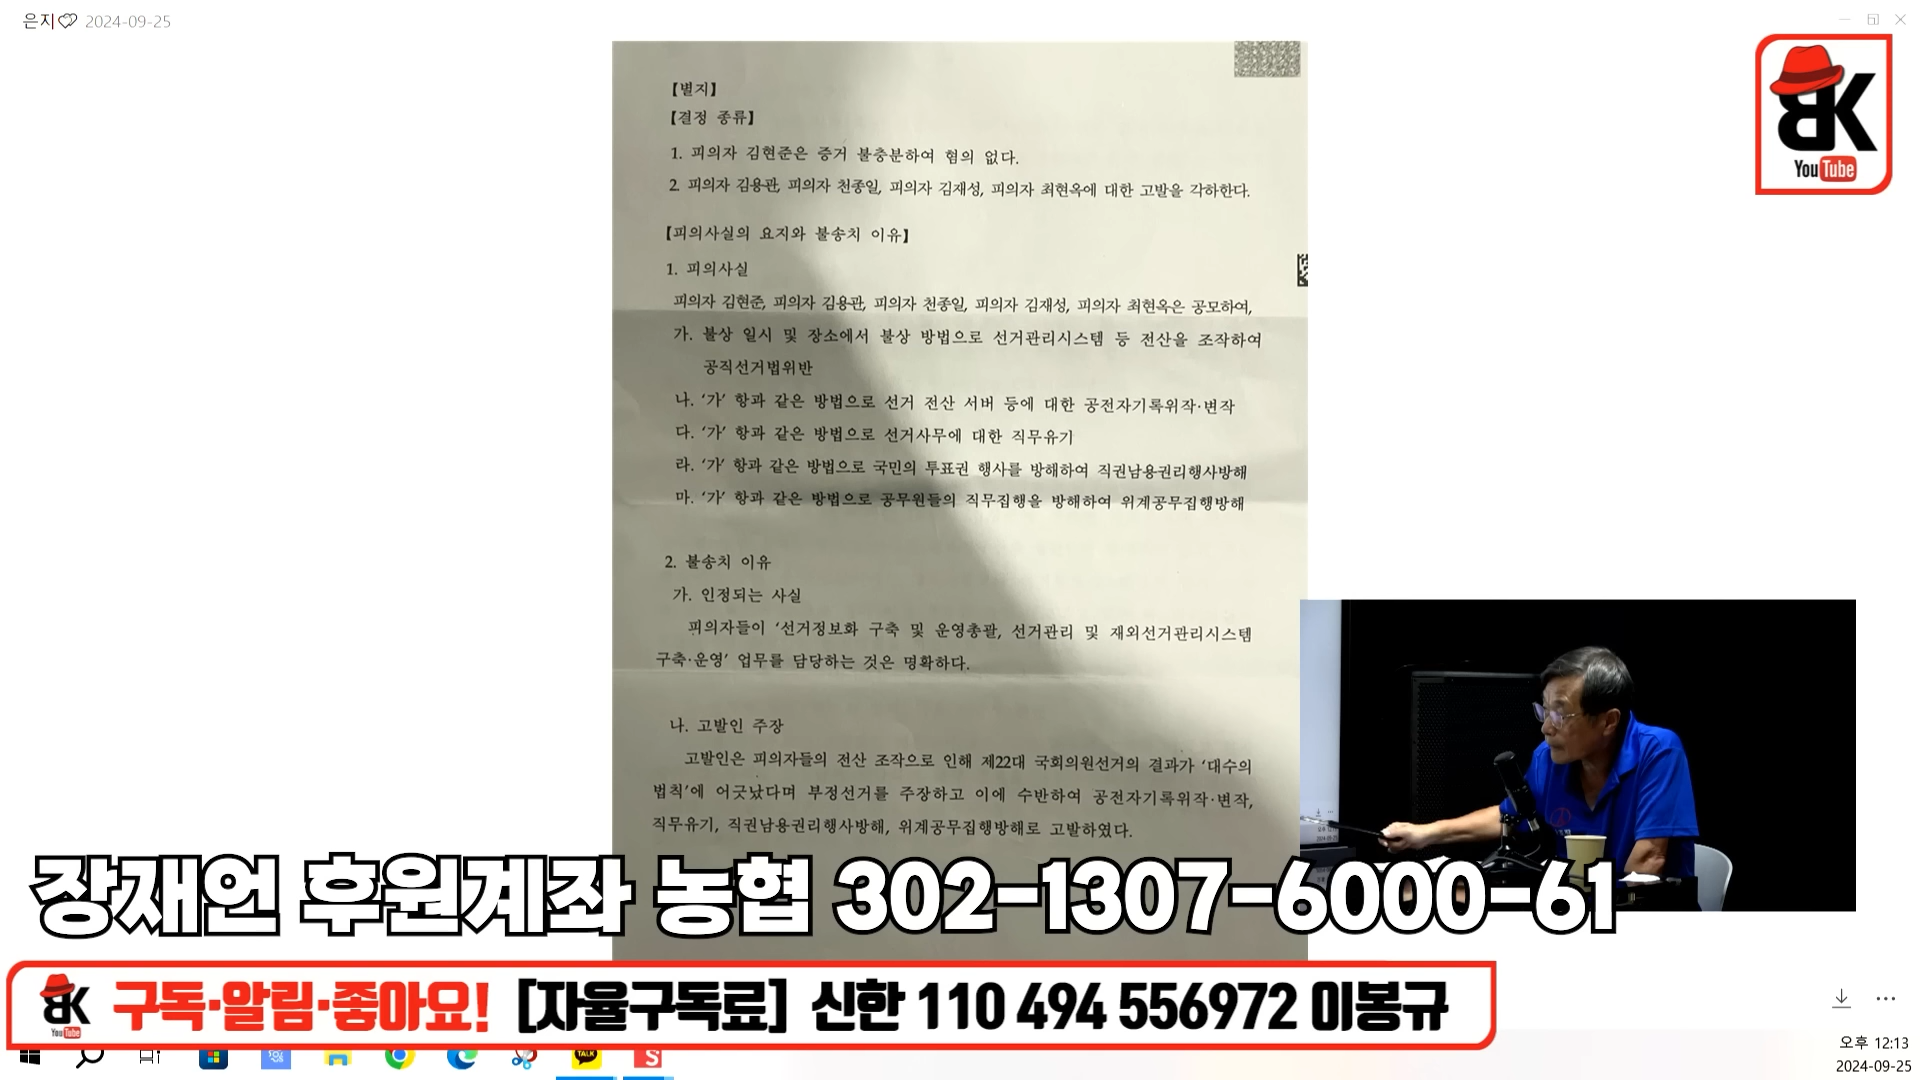 은지♡ 2024-09-25
BK
YouTube
【별지】
【결정 종류】
1. 피의자 김현준은 증거 불충분하여 혐의 없다.
2. 피의자 김용관, 피의자 천종일, 피의자 김재성, 피의자 최현옥에 대한 고발을 각하한다.
【피의사실의 요지와 불송치 이유】
1. 피의사실
피의자 김현준, 피의자 김용관, 피의자 천종일, 피의자 김재성, 피의자 최현옥은 공모하여,
가. 불상 일시 및 장소에서 불상 방법으로 선거관리시스템 등 전산을 조작하여
공직선거법위반
나. ‘가’ 항과 같은 방법으로 선거 전산 서버 등에 대한 공전자기록위작·변작
다. ‘가’ 항과 같은 방법으로 선거사무에 대한 직무유기
라. ‘가’ 항과 같은 방법으로 국민의 투표권 행사를 방해하여 직권남용권리행사방해
마. ‘가’ 항과 같은 방법으로 공무원들의 직무집행을 방해하여 위계공무집행방해
2. 불송치 이유
가. 인정되는 사실
피의자들이 ‘선거정보화 구축 및 운영총괄, 선거관리 및 재외선거관리시스템
구축·운영’ 업무를 담당하는 것은 명확하다.
나. 고발인 주장
고발인은 피의자들의 전산 조작으로 인해 제22대 국회의원선거의 결과가 ‘대수의
법칙’에 어긋났다며 부정선거를 주장하고 이에 수반하여 공전자기록위작·변작,
직무유기, 직권남용권리행사방해, 위계공무집행방해로 고발하였다.
장재언 후원계좌 농협 302-1307-6000-61
BK YouTube 구독·알림·좋아요! [자율구독료] 신한 110 494 556972 이봉규
TALK
S
오후 12:13
2024-09-25